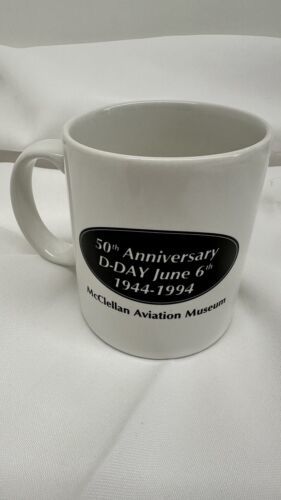 50th Anniversary
D-DAY June 6th
1944-1994
McClellan Aviation Museum